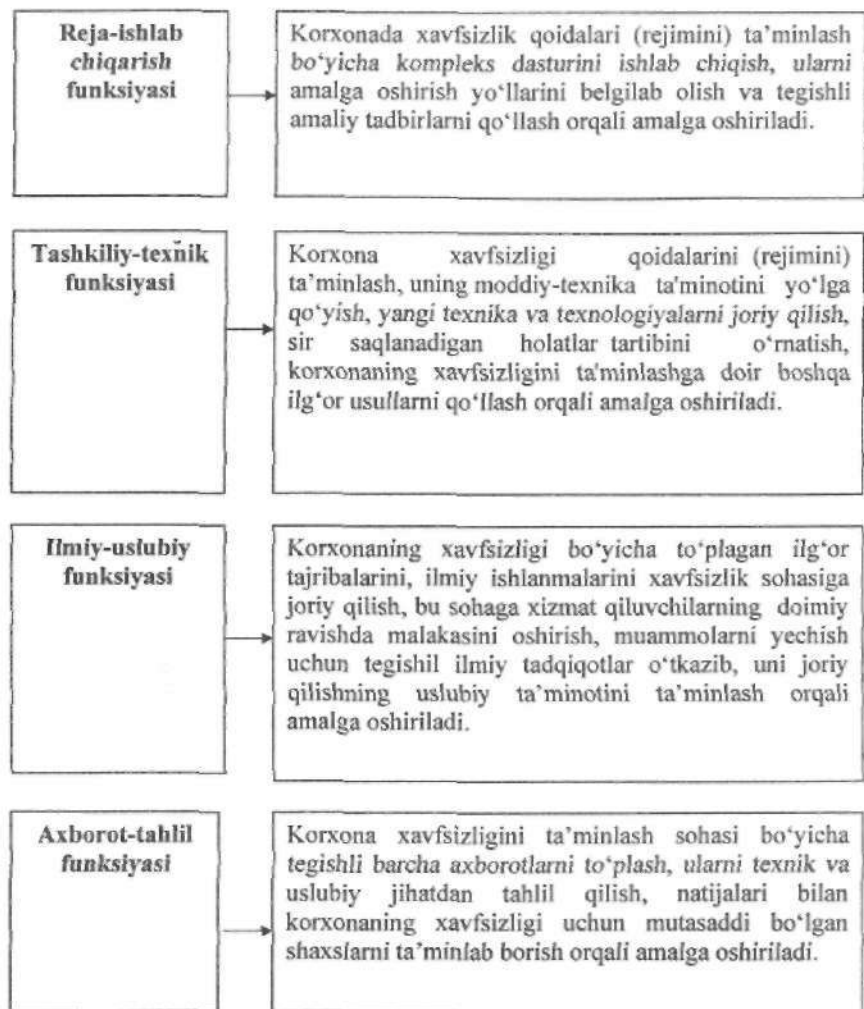 Reja-ishlab
chiqarish
funksiyasi
Korxonada xavfsizlik qoidalari (rejimini) ta’minlash
bo‘yicha kompleks dasturini ishlab chiqish, ularni
amalga oshirish yo‘llarini belgilab olish va tegishli
amaliy tadbirlarni qo‘llash orqali amalga oshiriladi.
Tashkiliy-texnik
funksiyasi
Korxona xavfsizligi qoidalarini (rejimini)
ta’minlash, uning moddiy-texnika ta'minotini yo‘lga
qo‘yish, yangi texnika va texnologiyalarni joriy qilish,
sir saqlanadigan holatlar tartibini o‘rnatish,
korxonaning xavfsizligini ta'minlashga doir boshqa
ilg‘or usullarni qo‘llash orqali amalga oshiriladi.
Ilmiy-uslubiy
funksiyasi
Korxonaning xavfsizligi bo‘yicha to‘plagan ilg‘or
tajribalarini, ilmiy ishlanmalarini xavfsizlik sohasiga
joriy qilish, bu sohaga xizmat qiluvchilarning doimiy
ravishda malakasini oshirish, muammolarni yechish
uchun tegishil ilmiy tadqiqotlar o‘tkazib, uni joriy
qilishning uslubiy ta’minotini ta’minlash orqali
amalga oshiriladi.
Axborot-tahlil
funksiyasi
Korxona xavfsizligini ta’minlash sohasi bo‘yicha
tegishli barcha axborotlarni to‘plash, ularni texnik va
uslubiy jihatdan tahlil qilish, natijalari bilan
korxonaning xavfsizligi uchun mutasaddi bo‘lgan
shaxslarni ta’minlab borish orqali amalga oshiriladi.